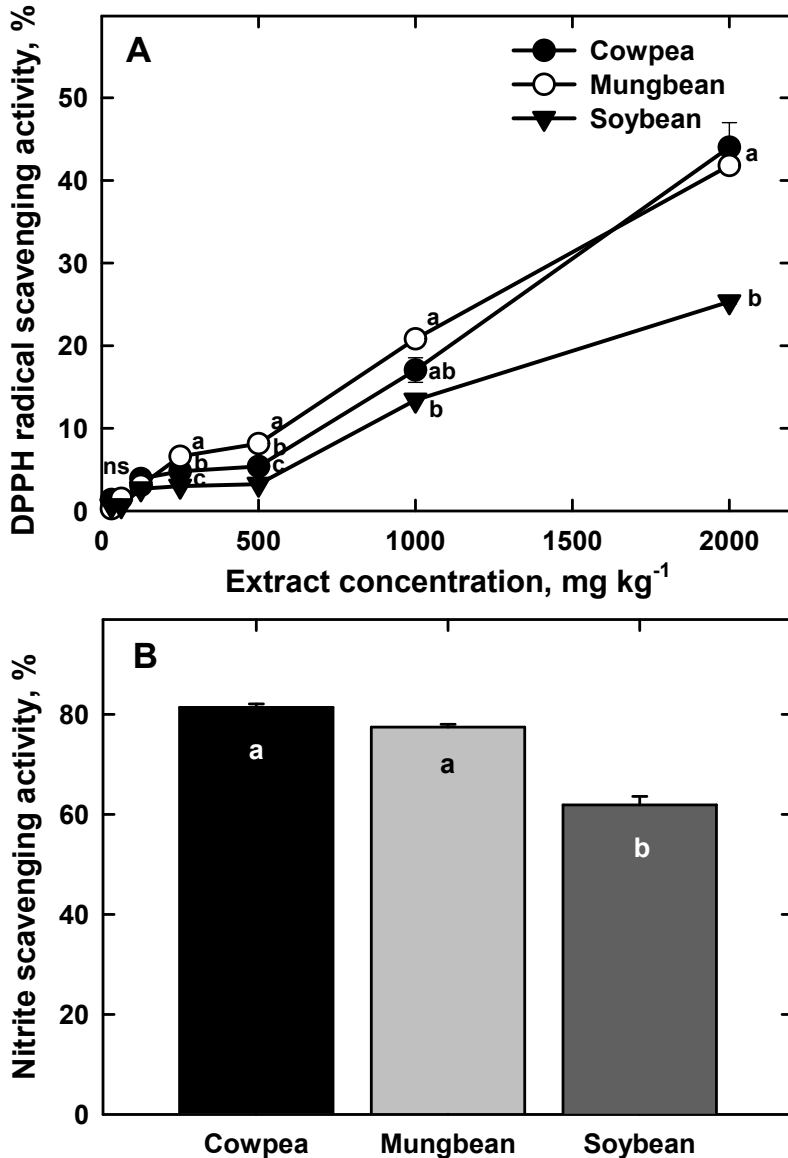 A
Cowpea
Mungbean
Soybean
DPPH radical scavenging activity, %
50
40
30
20
10
0
ns
a
b
c
a
b
c
a
ab
b
a
b
0 500 1000 1500 2000
Extract concentration, mg kg⁻¹
B
Nitrite scavenging activity, %
80
60
40
20
0
a
a
b
Cowpea Mungbean Soybean